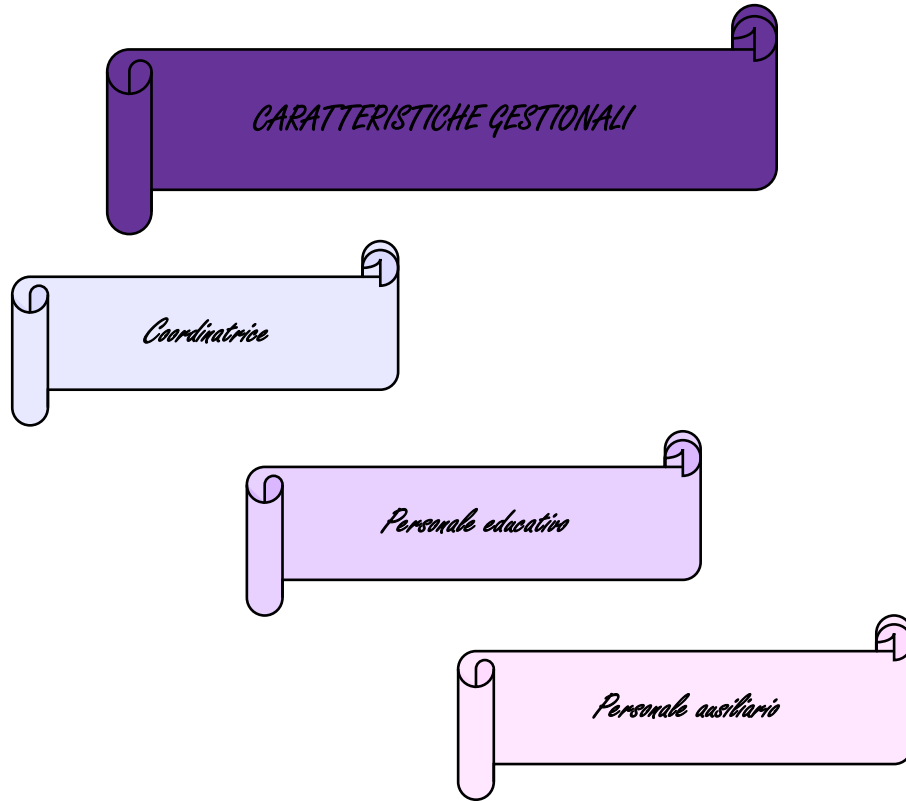 CARATTERISTICHE GESTIONALI
Coordinatrice
Personale educativo
Personale ausiliario